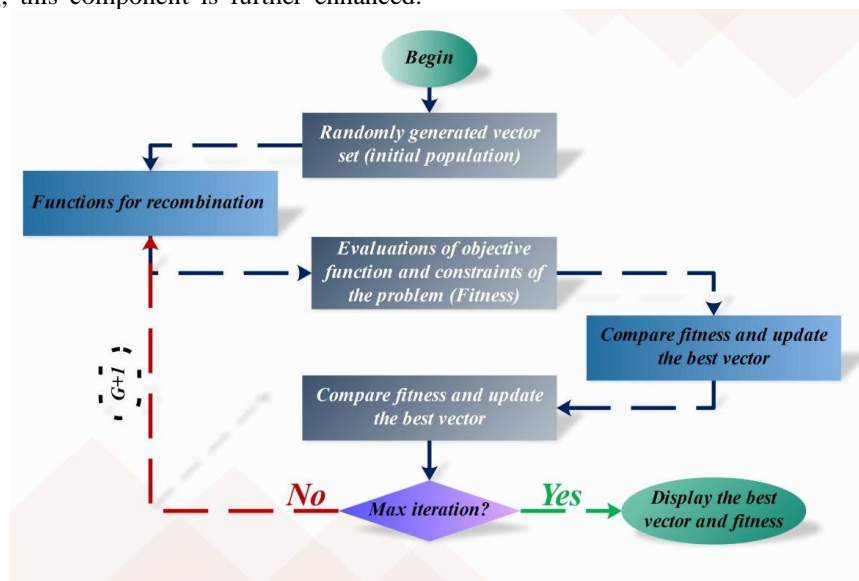 , this component is further enhanced.
Begin
Randomly generated vector
set (initial population)
Functions for recombination
Evaluations of objective
function and constraints of
the problem (Fitness)
Compare fitness and update
the best vector
G+1
Compare fitness and update
the best vector
No
Max iteration?
Yes
Display the best
vector and fitness